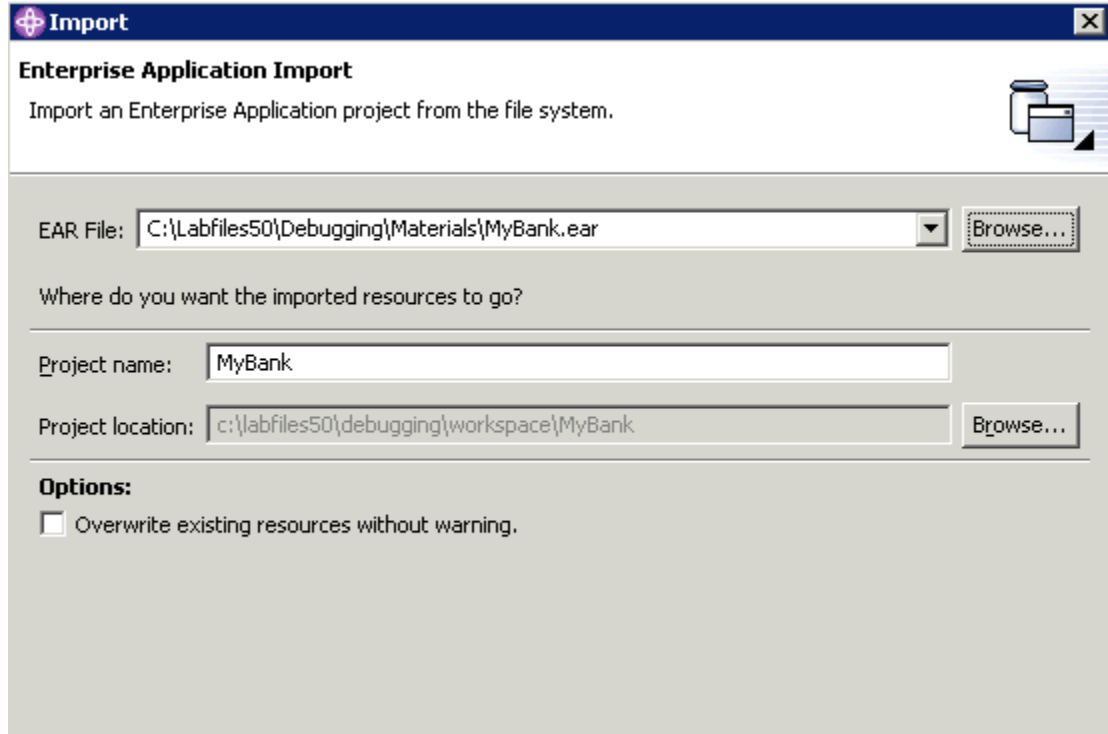 Import
Enterprise Application Import
Import an Enterprise Application project from the file system.
EAR File: C:\Labfiles50\Debugging\Materials\MyBank.ear Browse...
Where do you want the imported resources to go?
Project name: MyBank
Project location: c:\labfiles50\debugging\workspace\MyBank Browse...
Options:
Overwrite existing resources without warning.